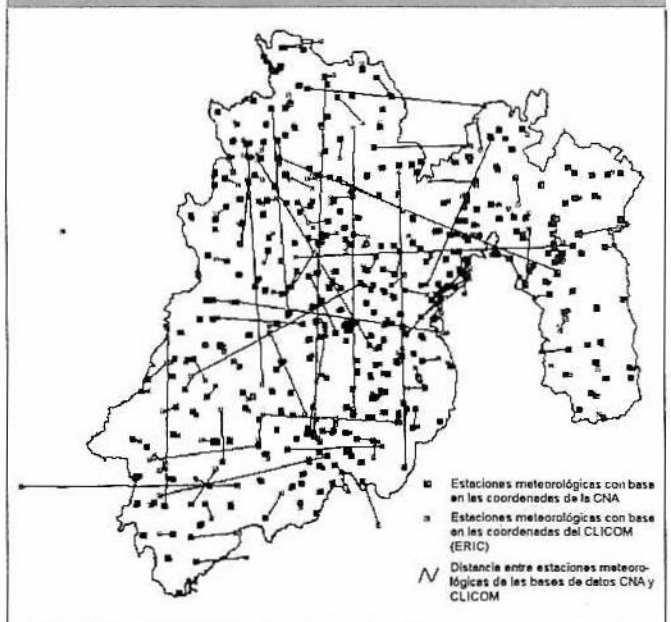 Estaciones meteorológicas con base
en las coordenadas de la CNA
Estaciones meteorológicas con base
en las coordenadas del CLICOM
(ERIC)
Distancia entre estaciones meteoro-
lógicas de las bases de datos CNA y
CLICOM